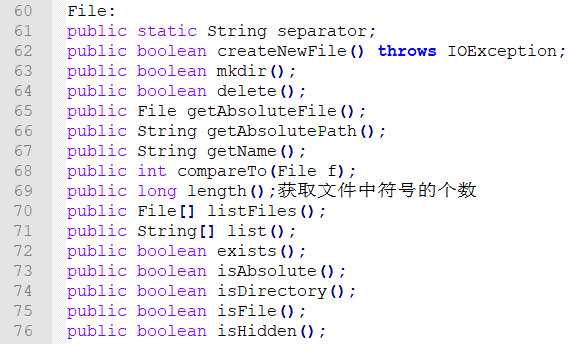 60 File:
61 public static String separator;
62 public boolean createNewFile() throws IOException;
63 public boolean mkdir();
64 public boolean delete();
65 public File getAbsoluteFile();
66 public String getAbsolutePath();
67 public String getName();
68 public int compareTo(File f);
69 public long length();获取文件中符号的个数
70 public File[] listFiles();
71 public String[] list();
72 public boolean exists();
73 public boolean isAbsolute();
74 public boolean isDirectory();
75 public boolean isFile();
76 public boolean isHidden();